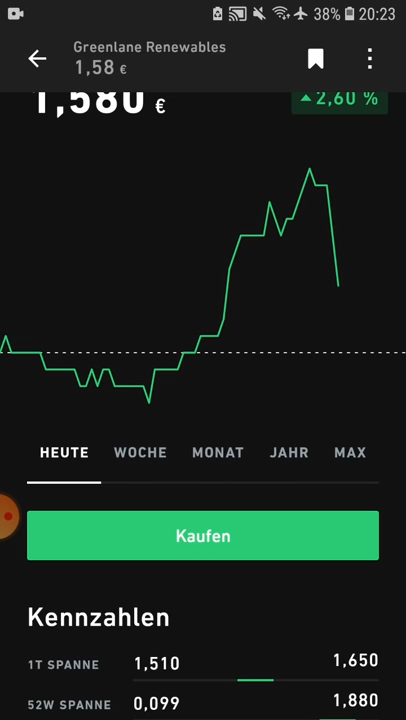 38% 20:23
Greenlane Renewables
1,58 €
1,580 €
2,60 %
HEUTE WOCHE MONAT JAHR MAX
Kaufen
Kennzahlen
1T SPANNE 1,510 1,650
52W SPANNE 0,099 1,880